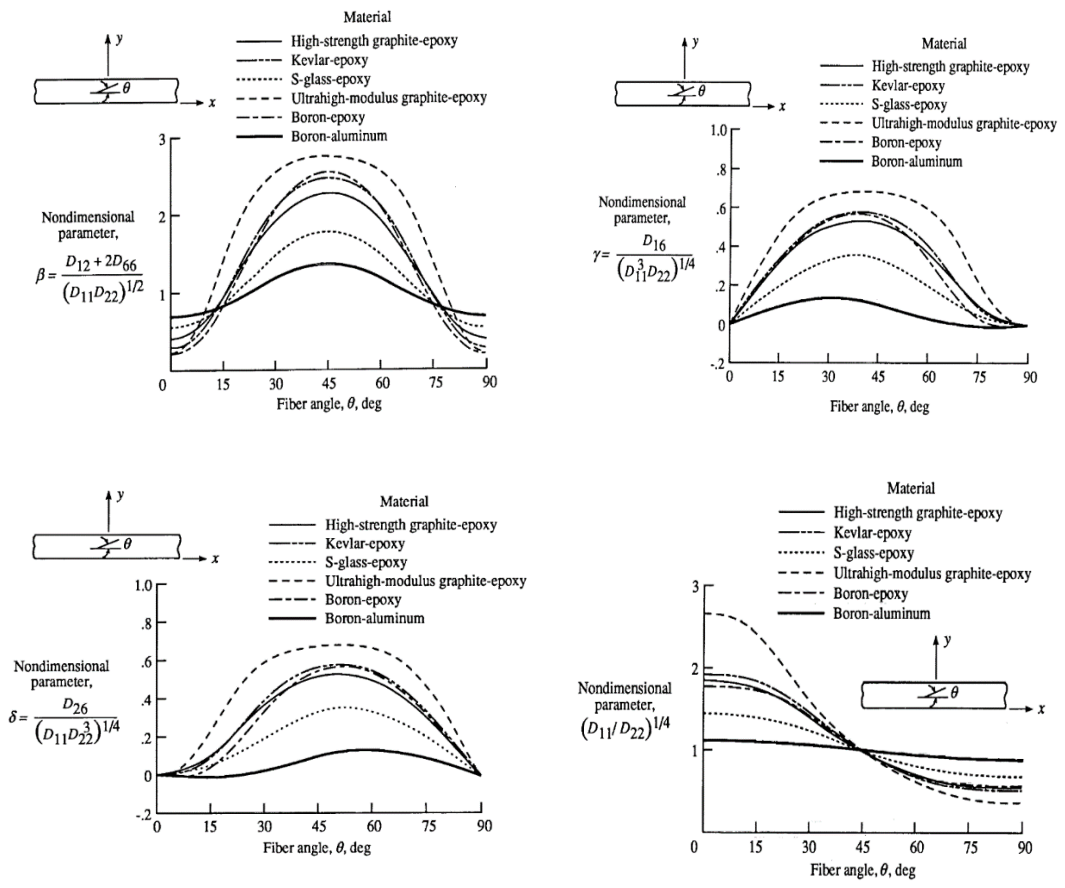 y
θ
x
Material
High-strength graphite-epoxy
Kevlar-epoxy
S-glass-epoxy
Ultrahigh-modulus graphite-epoxy
Boron-epoxy
Boron-aluminum
3
2
1
Nondimensional
parameter,
β = (D12 + 2D66) / (D11D22)^1/2
0 15 30 45 60 75 90
Fiber angle, θ, deg
y
θ
x
Material
High-strength graphite-epoxy
Kevlar-epoxy
S-glass-epoxy
Ultrahigh-modulus graphite-epoxy
Boron-epoxy
Boron-aluminum
1.0
.8
.6
.4
.2
0
-.2
Nondimensional
parameter,
γ = D16 / (D11^3 D22)^1/4
0 15 30 45 60 75 90
Fiber angle, θ, deg
y
θ
x
Material
High-strength graphite-epoxy
Kevlar-epoxy
S-glass-epoxy
Ultrahigh-modulus graphite-epoxy
Boron-epoxy
Boron-aluminum
1.0
.8
.6
.4
.2
0
-.2
Nondimensional
parameter,
δ = D26 / (D11D22^3)^1/4
0 15 30 45 60 75 90
Fiber angle, θ, deg
Material
High-strength graphite-epoxy
Kevlar-epoxy
S-glass-epoxy
Ultrahigh-modulus graphite-epoxy
Boron-epoxy
Boron-aluminum
y
θ
x
3
2
1
Nondimensional
parameter,
(D11/D22)^1/4
0 15 30 45 60 75 90
Fiber angle, θ, deg